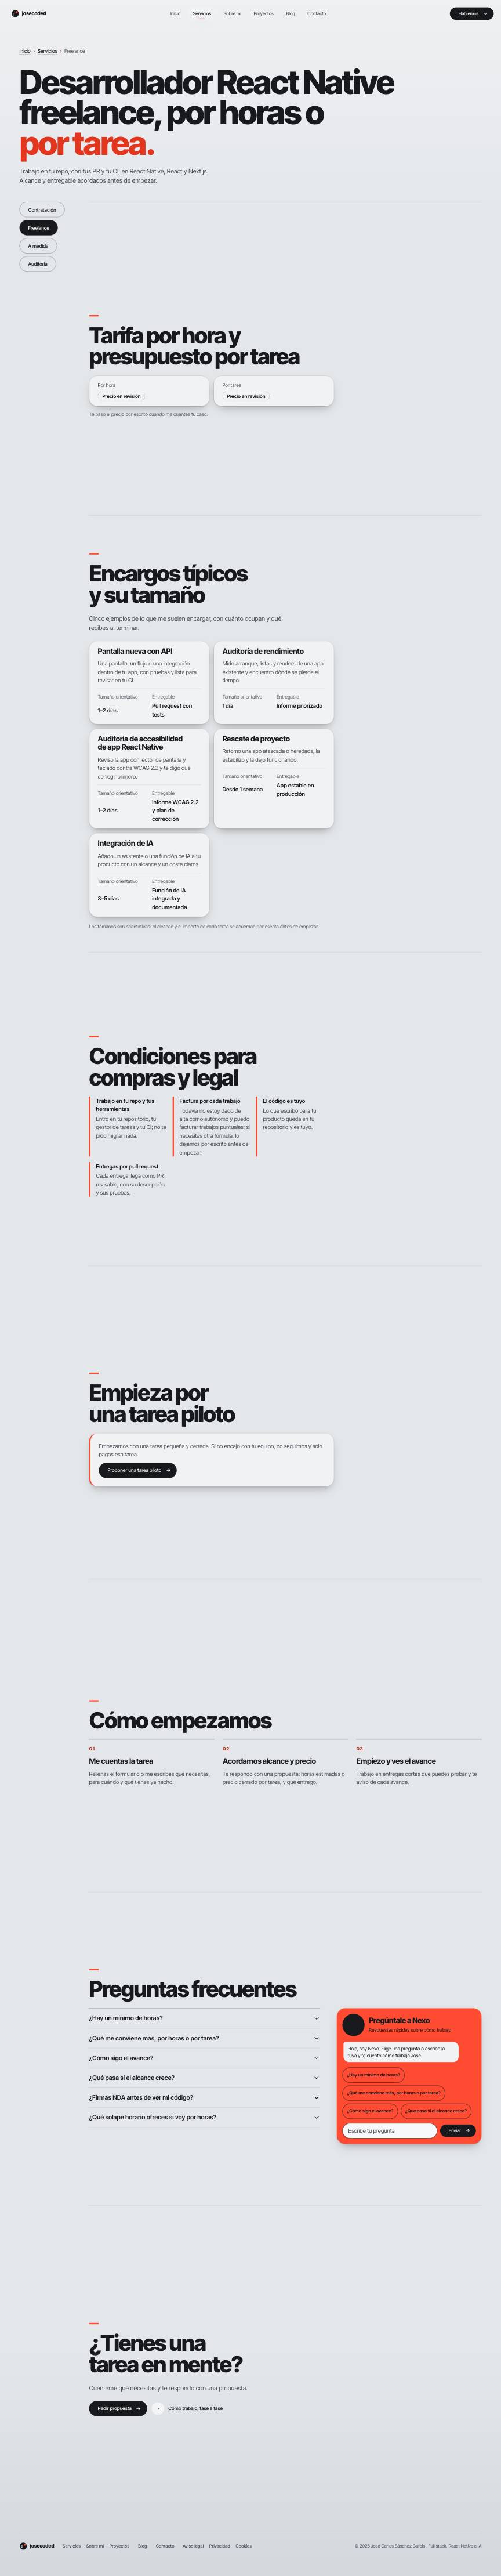 josecoded
Inicio
Servicios
Sobre mí
Proyectos
Blog
Contacto
Hablemos →
Inicio › Servicios › Freelance
Desarrollador React Native
freelance, por horas o
por tarea.
Trabajo en tu repo, con tus PR y tu CI, en React Native, React y Next.js.
Alcance y entregable acordados antes de empezar.
Contratación
Freelance
A medida
Auditoría
Tarifa por hora y
presupuesto por tarea
Por hora
Precio en revisión
Por tarea
Precio en revisión
Te paso el precio por escrito cuando me cuentes tu caso.
Encargos típicos
y su tamaño
Cinco ejemplos de lo que me suelen encargar, con cuánto ocupan y qué
recibes al terminar.
Pantalla nueva con API
Una pantalla, un flujo o una integración
dentro de tu app, con pruebas y lista para
revisar en tu CI.
Tamaño orientativo
1–2 días
Entregable
Pull request con
tests
Auditoría de rendimiento
Mido arranque, listas y renders de una app
existente y encuentro dónde se pierde el
tiempo.
Tamaño orientativo
1 día
Entregable
Informe priorizado
Auditoría de accesibilidad
de app React Native
Reviso la app con lector de pantalla y
teclado contra WCAG 2.2 y te digo qué
corregir primero.
Tamaño orientativo
1–2 días
Entregable
Informe WCAG 2.2
y plan de
corrección
Rescate de proyecto
Retomo una app atascada o heredada, la
estabilizo y la dejo funcionando.
Tamaño orientativo
Desde 1 semana
Entregable
App estable en
producción
Integración de IA
Añado un asistente o una función de IA a tu
producto con un alcance y un coste claros.
Tamaño orientativo
3–5 días
Entregable
Función de IA
integrada y
documentada
Los tamaños son orientativos: el alcance y el importe de cada tarea se acuerdan por escrito antes de empezar.
Condiciones para
compras y legal
Trabajo en tu repo y tus
herramientas
Entro en tu repositorio, tu
gestor de tareas y tu CI; no te
pido migrar nada.
Factura por cada trabajo
Todavía no estoy dado de
alta como autónomo y puedo
facturar trabajos puntuales; si
necesitas otra fórmula, lo
dejamos por escrito antes de
empezar.
El código es tuyo
Lo que escribo para tu
producto queda en tu
repositorio y es tuyo.
Entregas por pull request
Cada entrega llega como PR
revisable, con su descripción
y sus pruebas.
Empieza por
una tarea piloto
Empezamos con una tarea pequeña y cerrada. Si no encajo con tu equipo, no seguimos y solo
pagas esa tarea.
Proponer una tarea piloto →
Cómo empezamos
01
Me cuentas la tarea
Rellenas el formulario o me escribes qué necesitas,
para cuándo y qué tienes ya hecho.
02
Acordamos alcance y precio
Te respondo con una propuesta: horas estimadas o
precio cerrado por tarea, y qué entrego.
03
Empiezo y ves el avance
Trabajo en entregas cortas que puedes probar y te
aviso de cada avance.
Preguntas frecuentes
¿Hay un mínimo de horas?
¿Qué me conviene más, por horas o por tarea?
¿Cómo sigo el avance?
¿Qué pasa si el alcance crece?
¿Firmas NDA antes de ver mi código?
¿Qué solape horario ofreces si voy por horas?
Pregúntale a Nexo
Respuestas rápidas sobre cómo trabajo
Hola, soy Nexo. Elige una pregunta o escribe la
tuya y te cuento cómo trabaja Jose.
¿Hay un mínimo de horas?
¿Qué me conviene más, por horas o por tarea?
¿Cómo sigo el avance?
¿Qué pasa si el alcance crece?
Escribe tu pregunta
Enviar →
¿Tienes una
tarea en mente?
Cuéntame qué necesitas y te respondo con una propuesta.
Pedir propuesta →
Cómo trabajo, fase a fase
josecoded
Servicios
Sobre mí
Proyectos
Blog
Contacto
Aviso legal
Privacidad
Cookies
© 2026 José Carlos Sánchez García · Full stack, React Native e IA